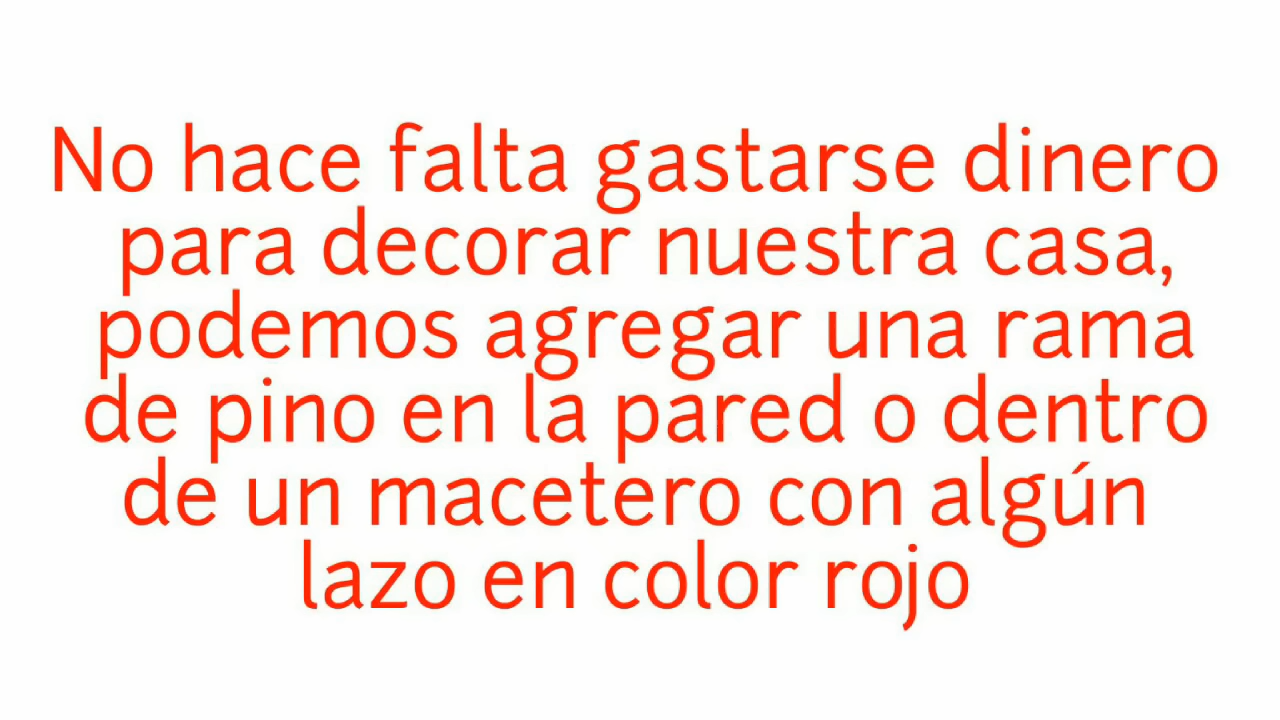 No hace falta gastarse dinero
para decorar nuestra casa,
podemos agregar una rama
de pino en la pared o dentro
de un macetero con algún
lazo en color rojo